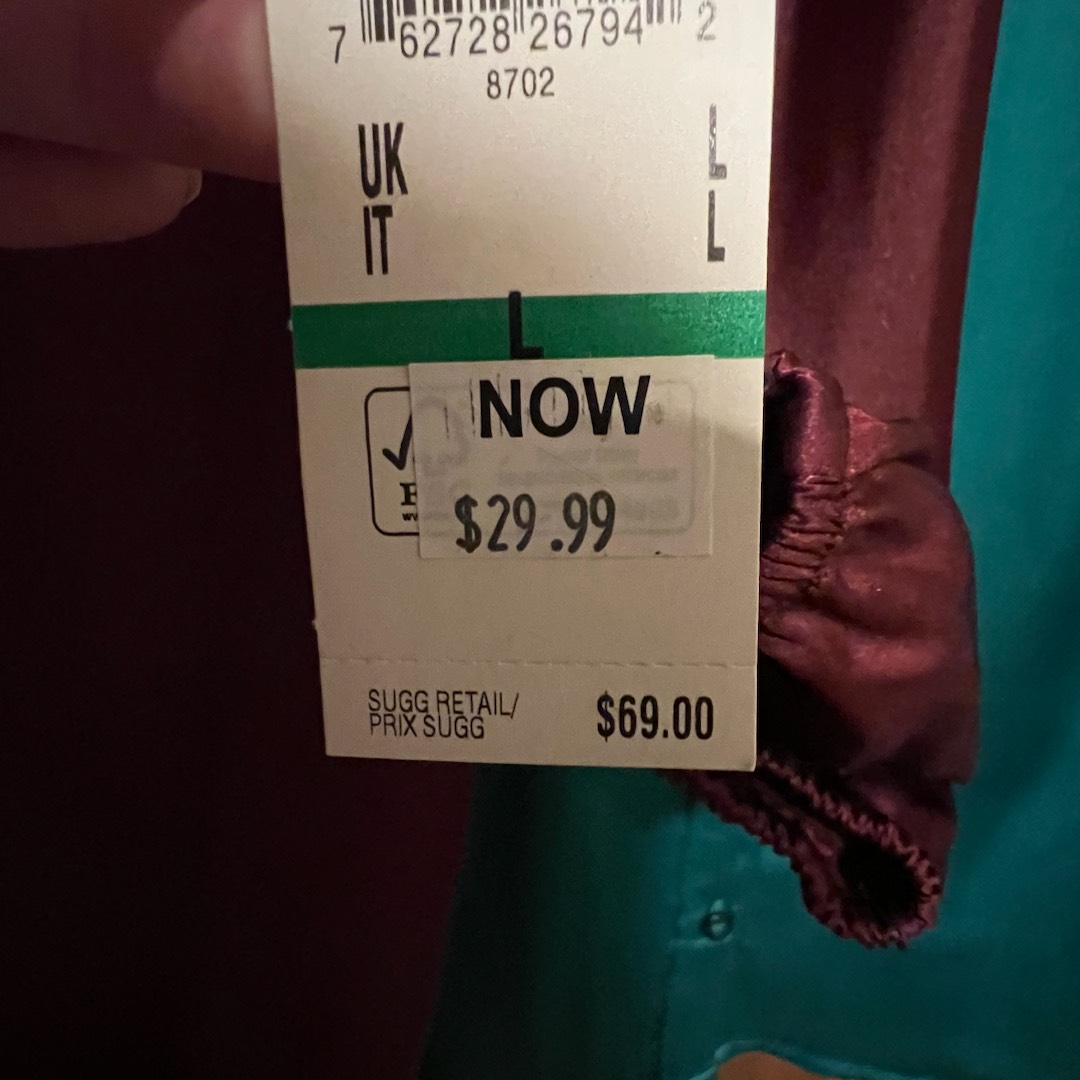 7 62728 26794 2
8702
UK L
IT L
L
NOW
$29.99
SUGG RETAIL/
PRIX SUGG
$69.00